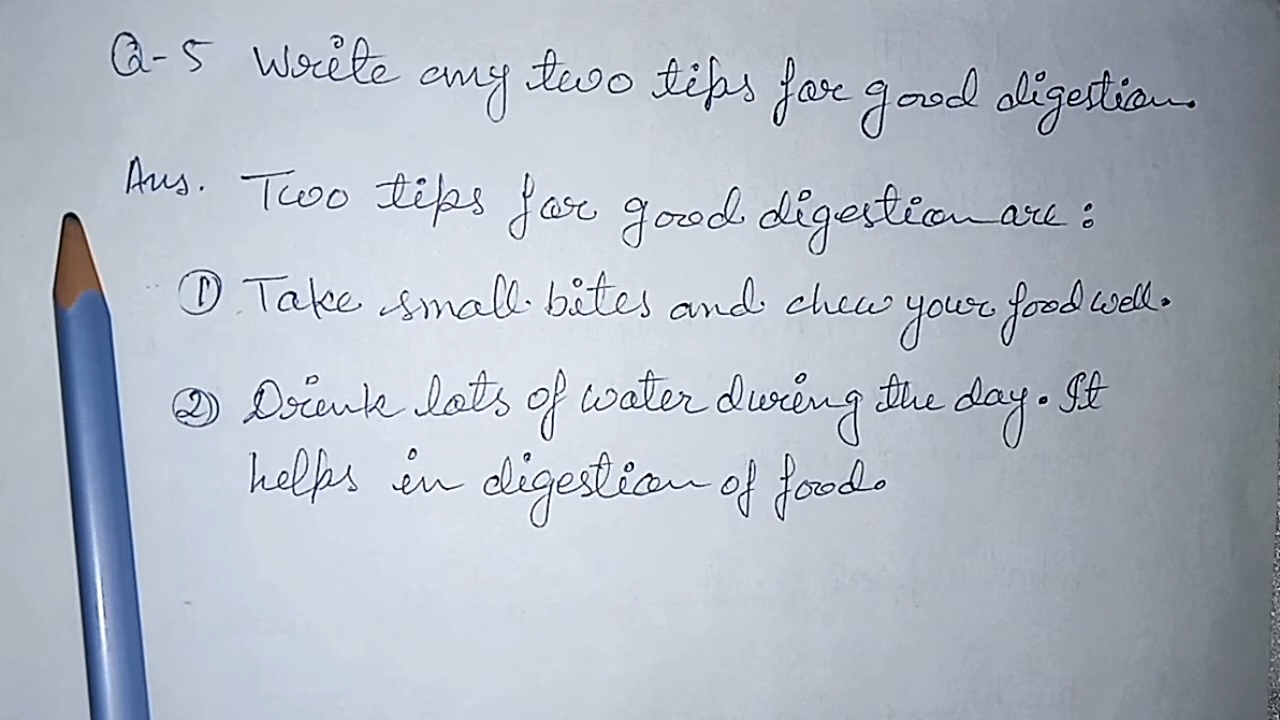 Q-5 Write any two tips for good digestion.
Ans. Two tips for good digestion are:
① Take small bites and chew your food well.
② Drink lots of water during the day. It
helps in digestion of food.